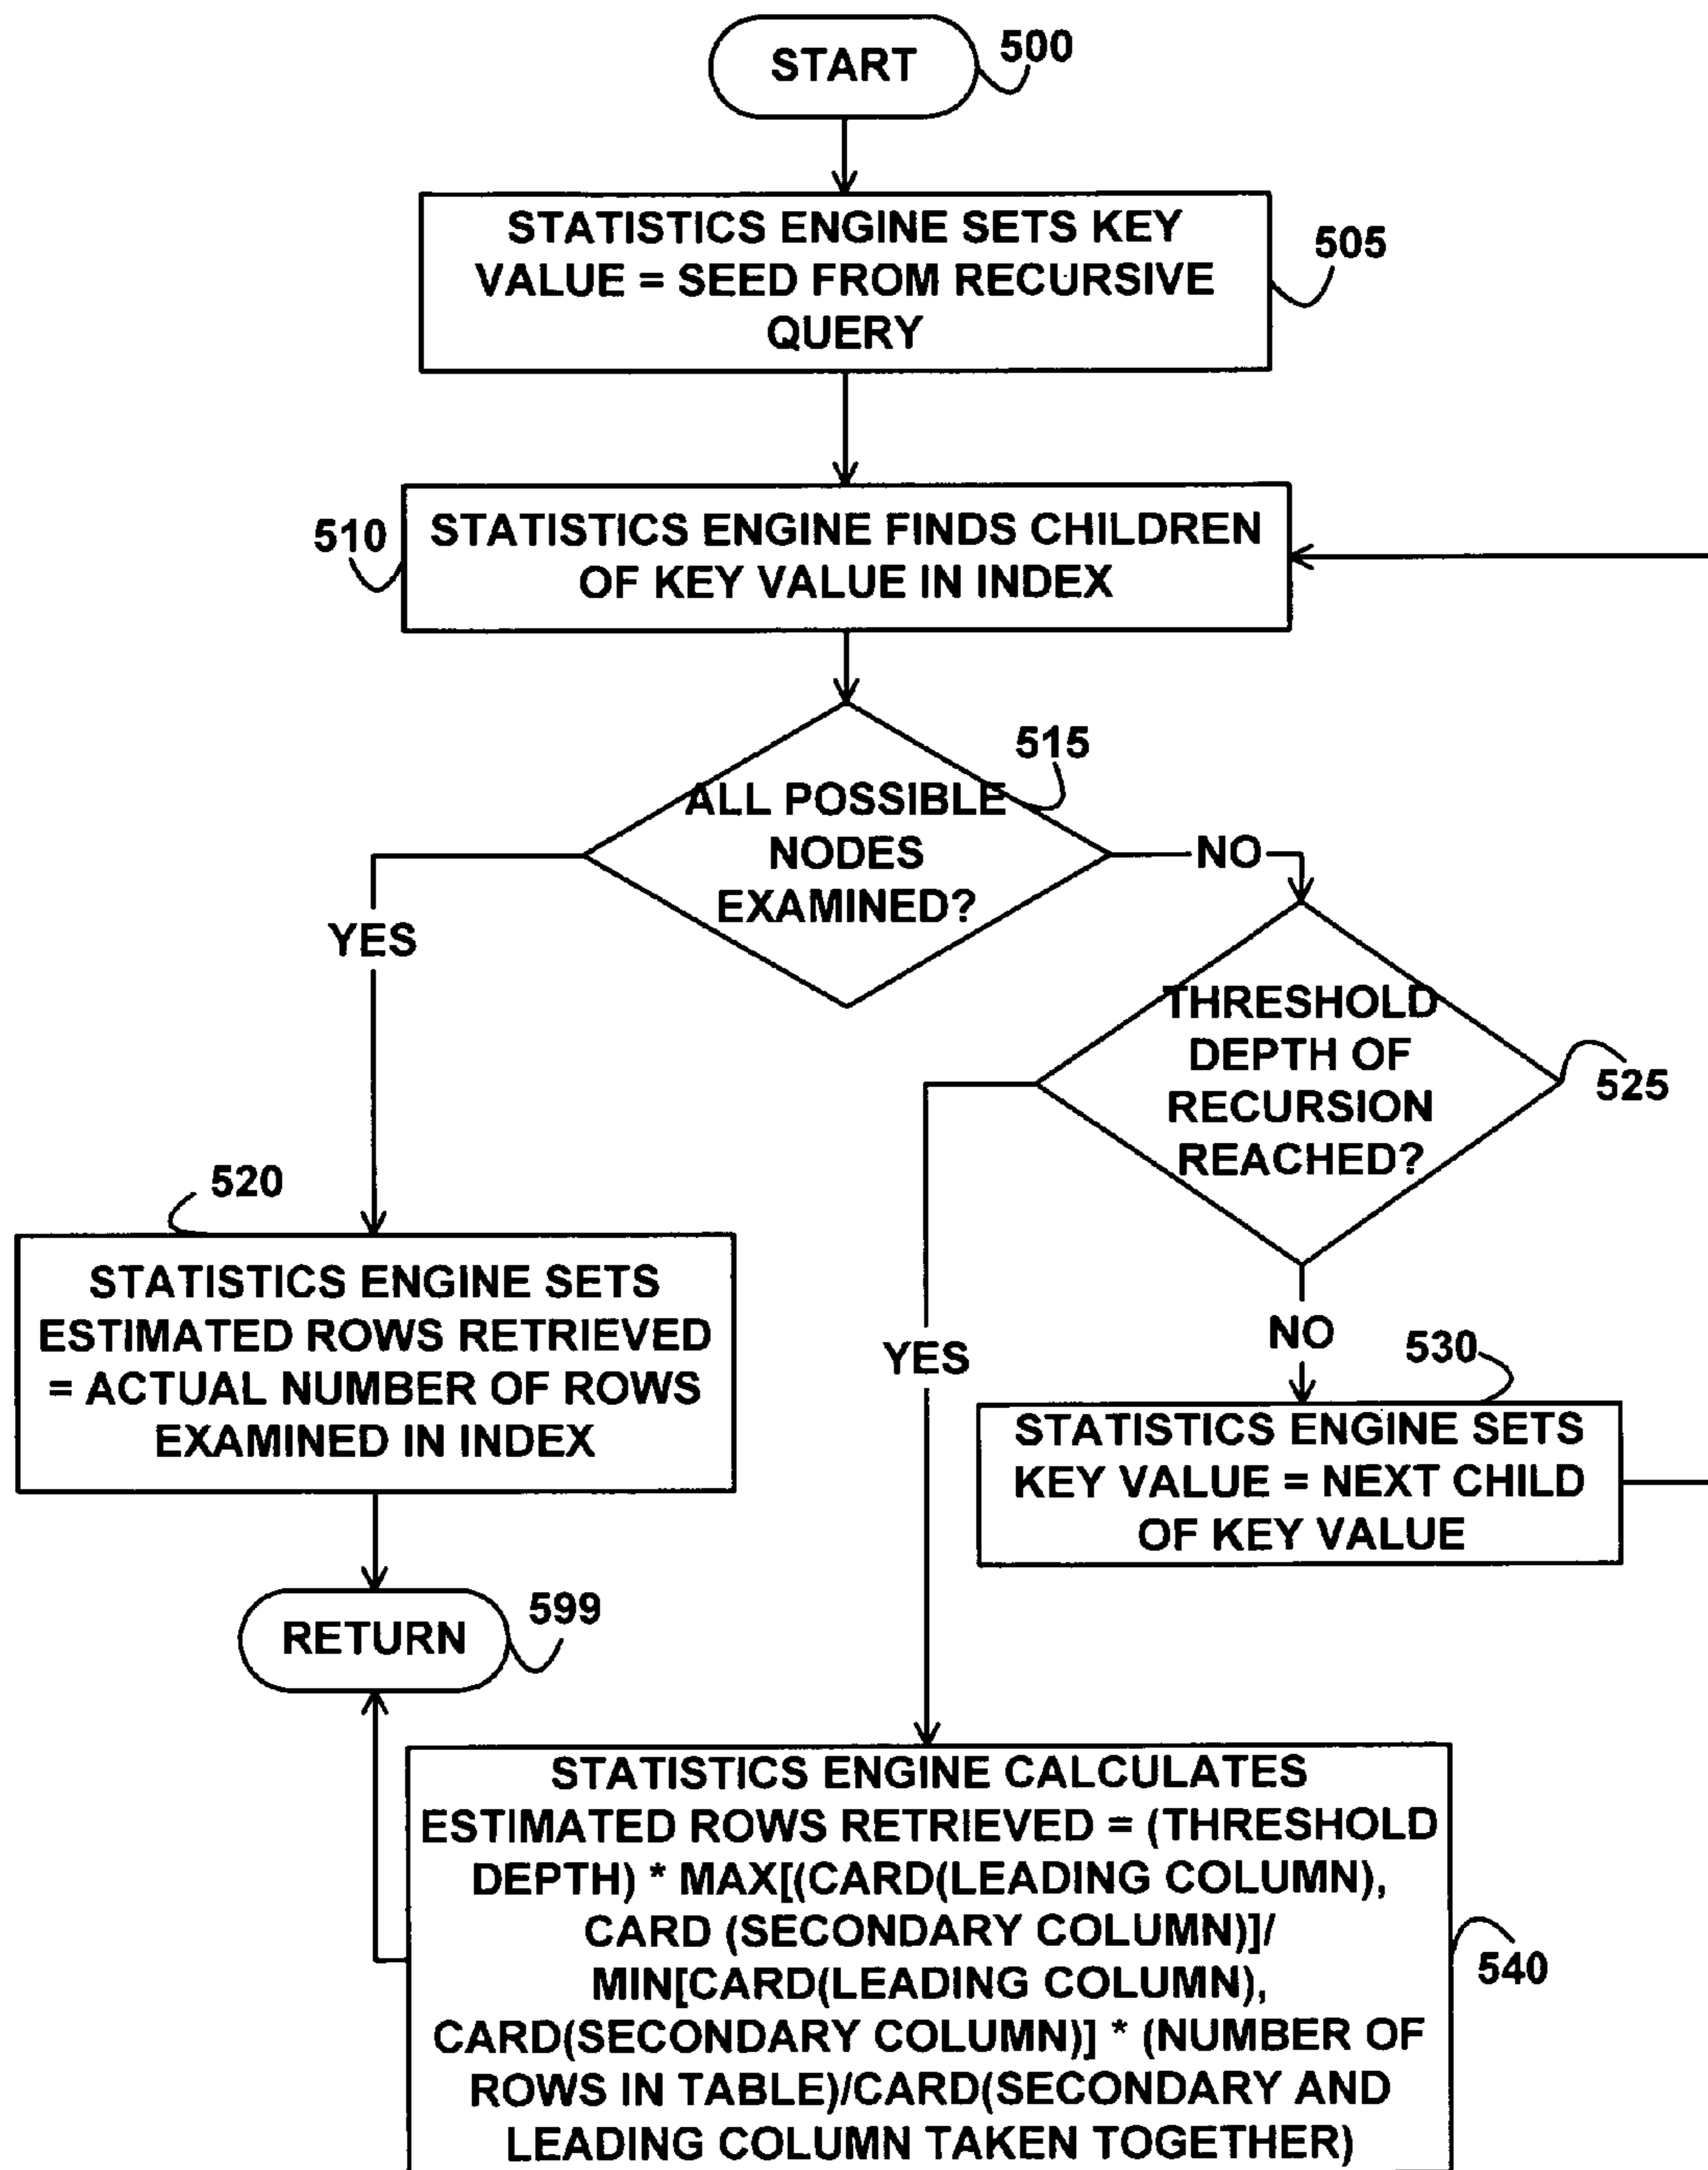 START
500
STATISTICS ENGINE SETS KEY
VALUE = SEED FROM RECURSIVE
QUERY
505
510
STATISTICS ENGINE FINDS CHILDREN
OF KEY VALUE IN INDEX
515
ALL POSSIBLE
NODES
EXAMINED?
NO
YES
THRESHOLD
DEPTH OF
RECURSION
REACHED?
525
520
STATISTICS ENGINE SETS
ESTIMATED ROWS RETRIEVED
= ACTUAL NUMBER OF ROWS
EXAMINED IN INDEX
YES
NO
530
STATISTICS ENGINE SETS
KEY VALUE = NEXT CHILD
OF KEY VALUE
RETURN
599
STATISTICS ENGINE CALCULATES
ESTIMATED ROWS RETRIEVED = (THRESHOLD
DEPTH) * MAX[(CARD(LEADING COLUMN),
CARD (SECONDARY COLUMN)]/
MIN[CARD(LEADING COLUMN),
CARD(SECONDARY COLUMN)] * (NUMBER OF
ROWS IN TABLE)/CARD(SECONDARY AND
LEADING COLUMN TAKEN TOGETHER)
540